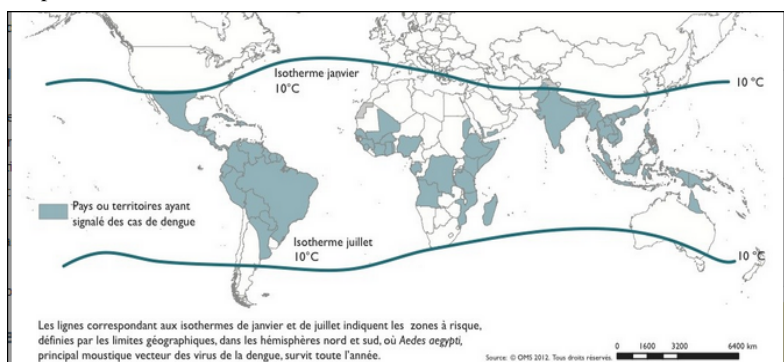 Isotherme janvier
10°C
10 °C
Pays ou territoires ayant
signalé des cas de dengue
Isotherme juillet
10°C
10 °C
Les lignes correspondant aux isothermes de janvier et de juillet indiquent les zones à risque,
définies par les limites géographiques, dans les hémisphères nord et sud, où Aedes aegypti,
principal moustique vecteur des virus de la dengue, survit toute l'année.
Source: © OMS 2012. Tous droits réservés.
0 1600 3200 6400 km